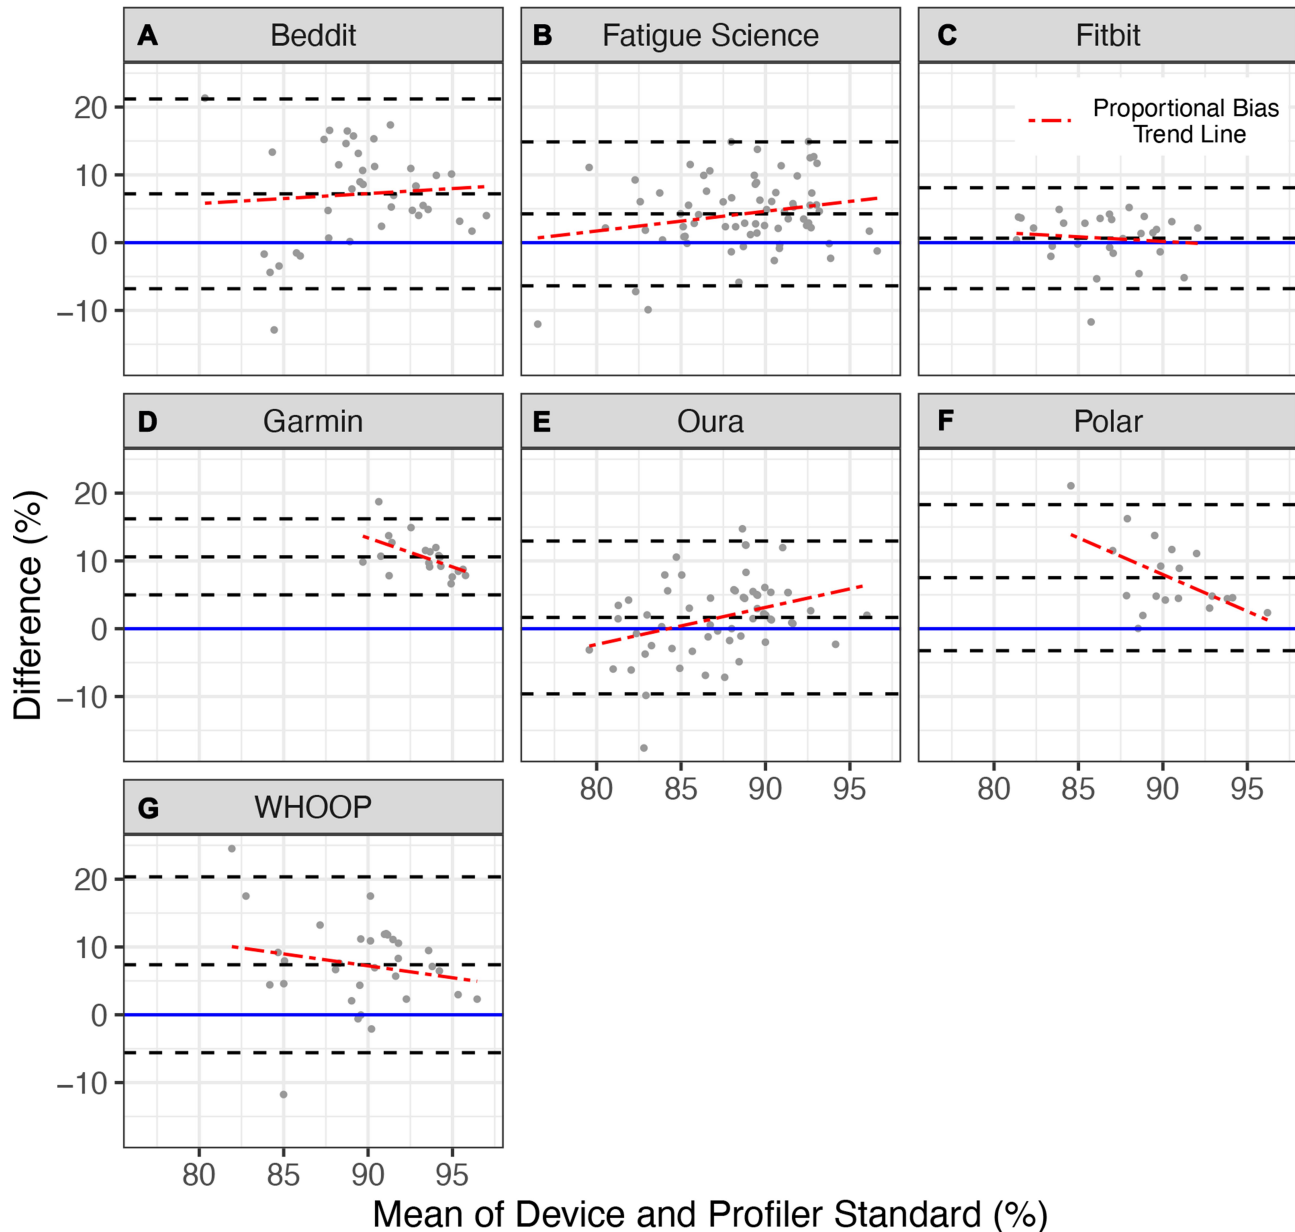 A Beddit
B Fatigue Science
C Fitbit
20
10
0
−10
Proportional Bias
Trend Line
D Garmin
E Oura
F Polar
20
10
0
−10
80 85 90 95
80 85 90 95
G WHOOP
20
10
0
−10
80 85 90 95
Difference (%)
Mean of Device and Profiler Standard (%)